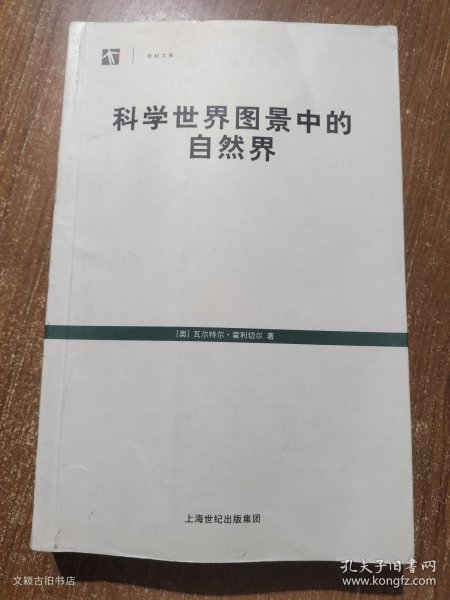 世纪文库
科学世界图景中的
自然界
[奥] 瓦尔特尔·霍利切尔 著
上海世纪出版集团
文颖古旧书店
孔夫子旧书网
www.kongfz.com